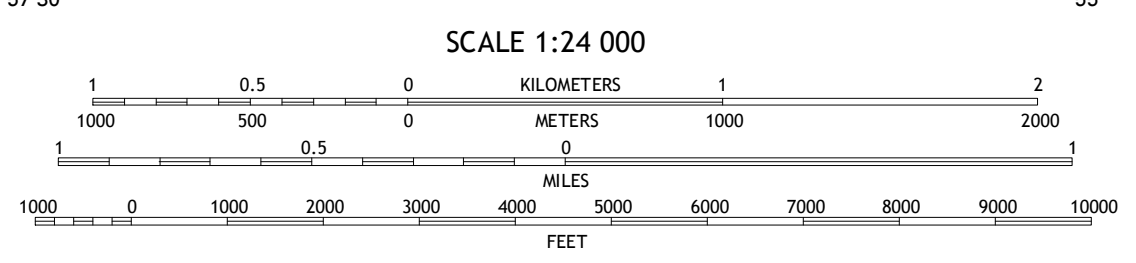 SCALE 1:24 000
1 0.5 0 KILOMETERS 1 2
1000 500 0 METERS 1000 2000
1 0.5 0 1
MILES
1000 0 1000 2000 3000 4000 5000 6000 7000 8000 9000 10000
FEET